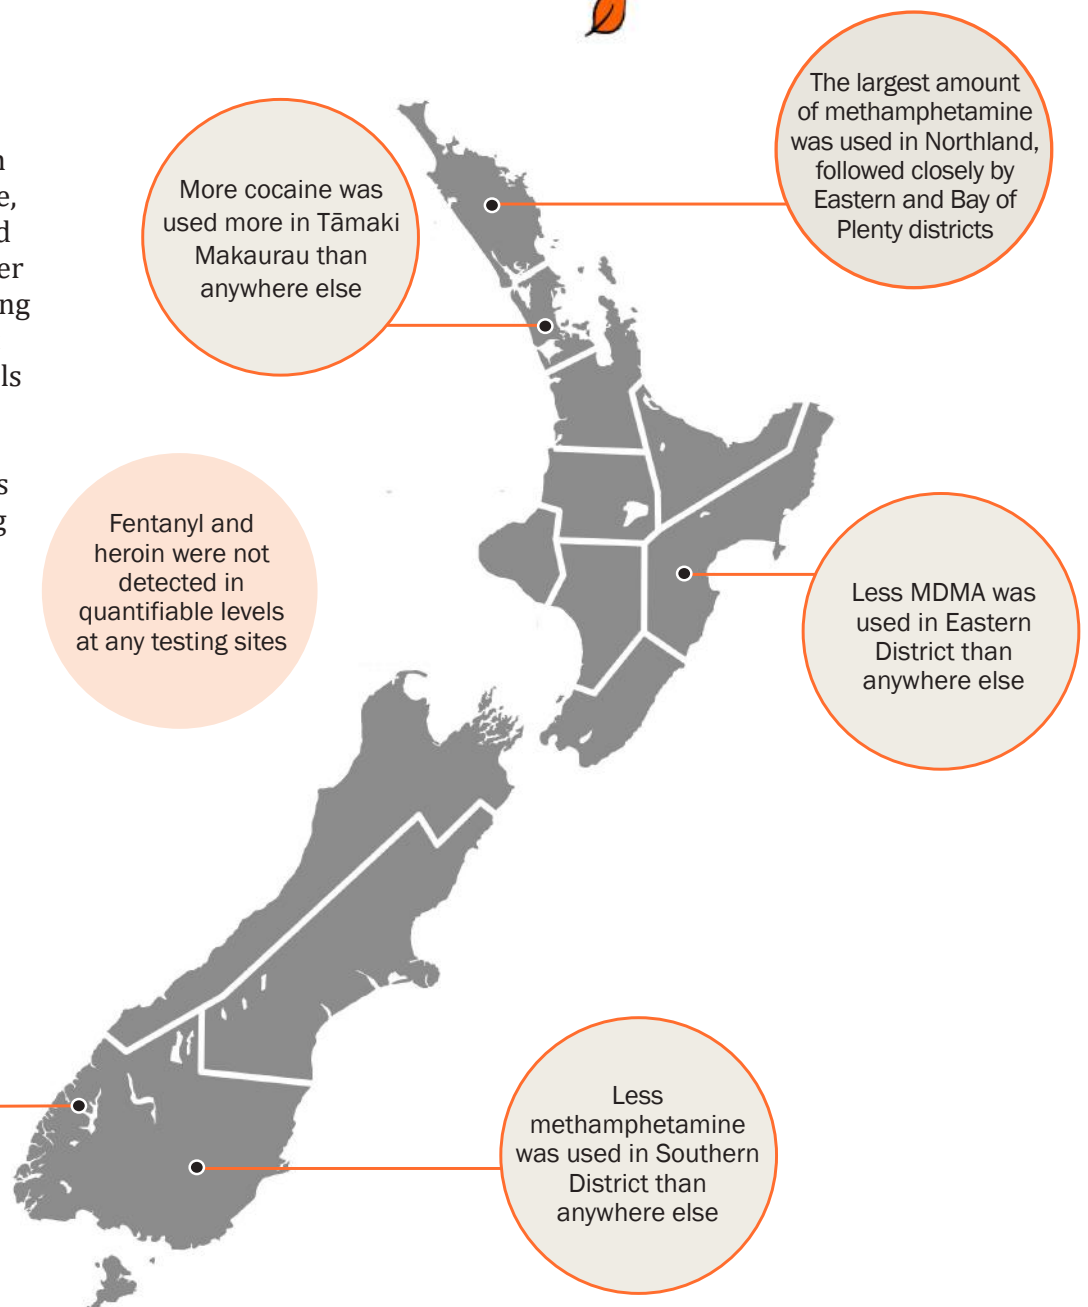 The largest amount
of methamphetamine
was used in Northland,
followed closely by
Eastern and Bay of
Plenty districts
More cocaine was
used more in Tāmaki
Makaurau than
anywhere else
Fentanyl and
heroin were not
detected in
quantifiable levels
at any testing sites
Less MDMA was
used in Eastern
District than
anywhere else
Less
methamphetamine
was used in Southern
District than
anywhere else